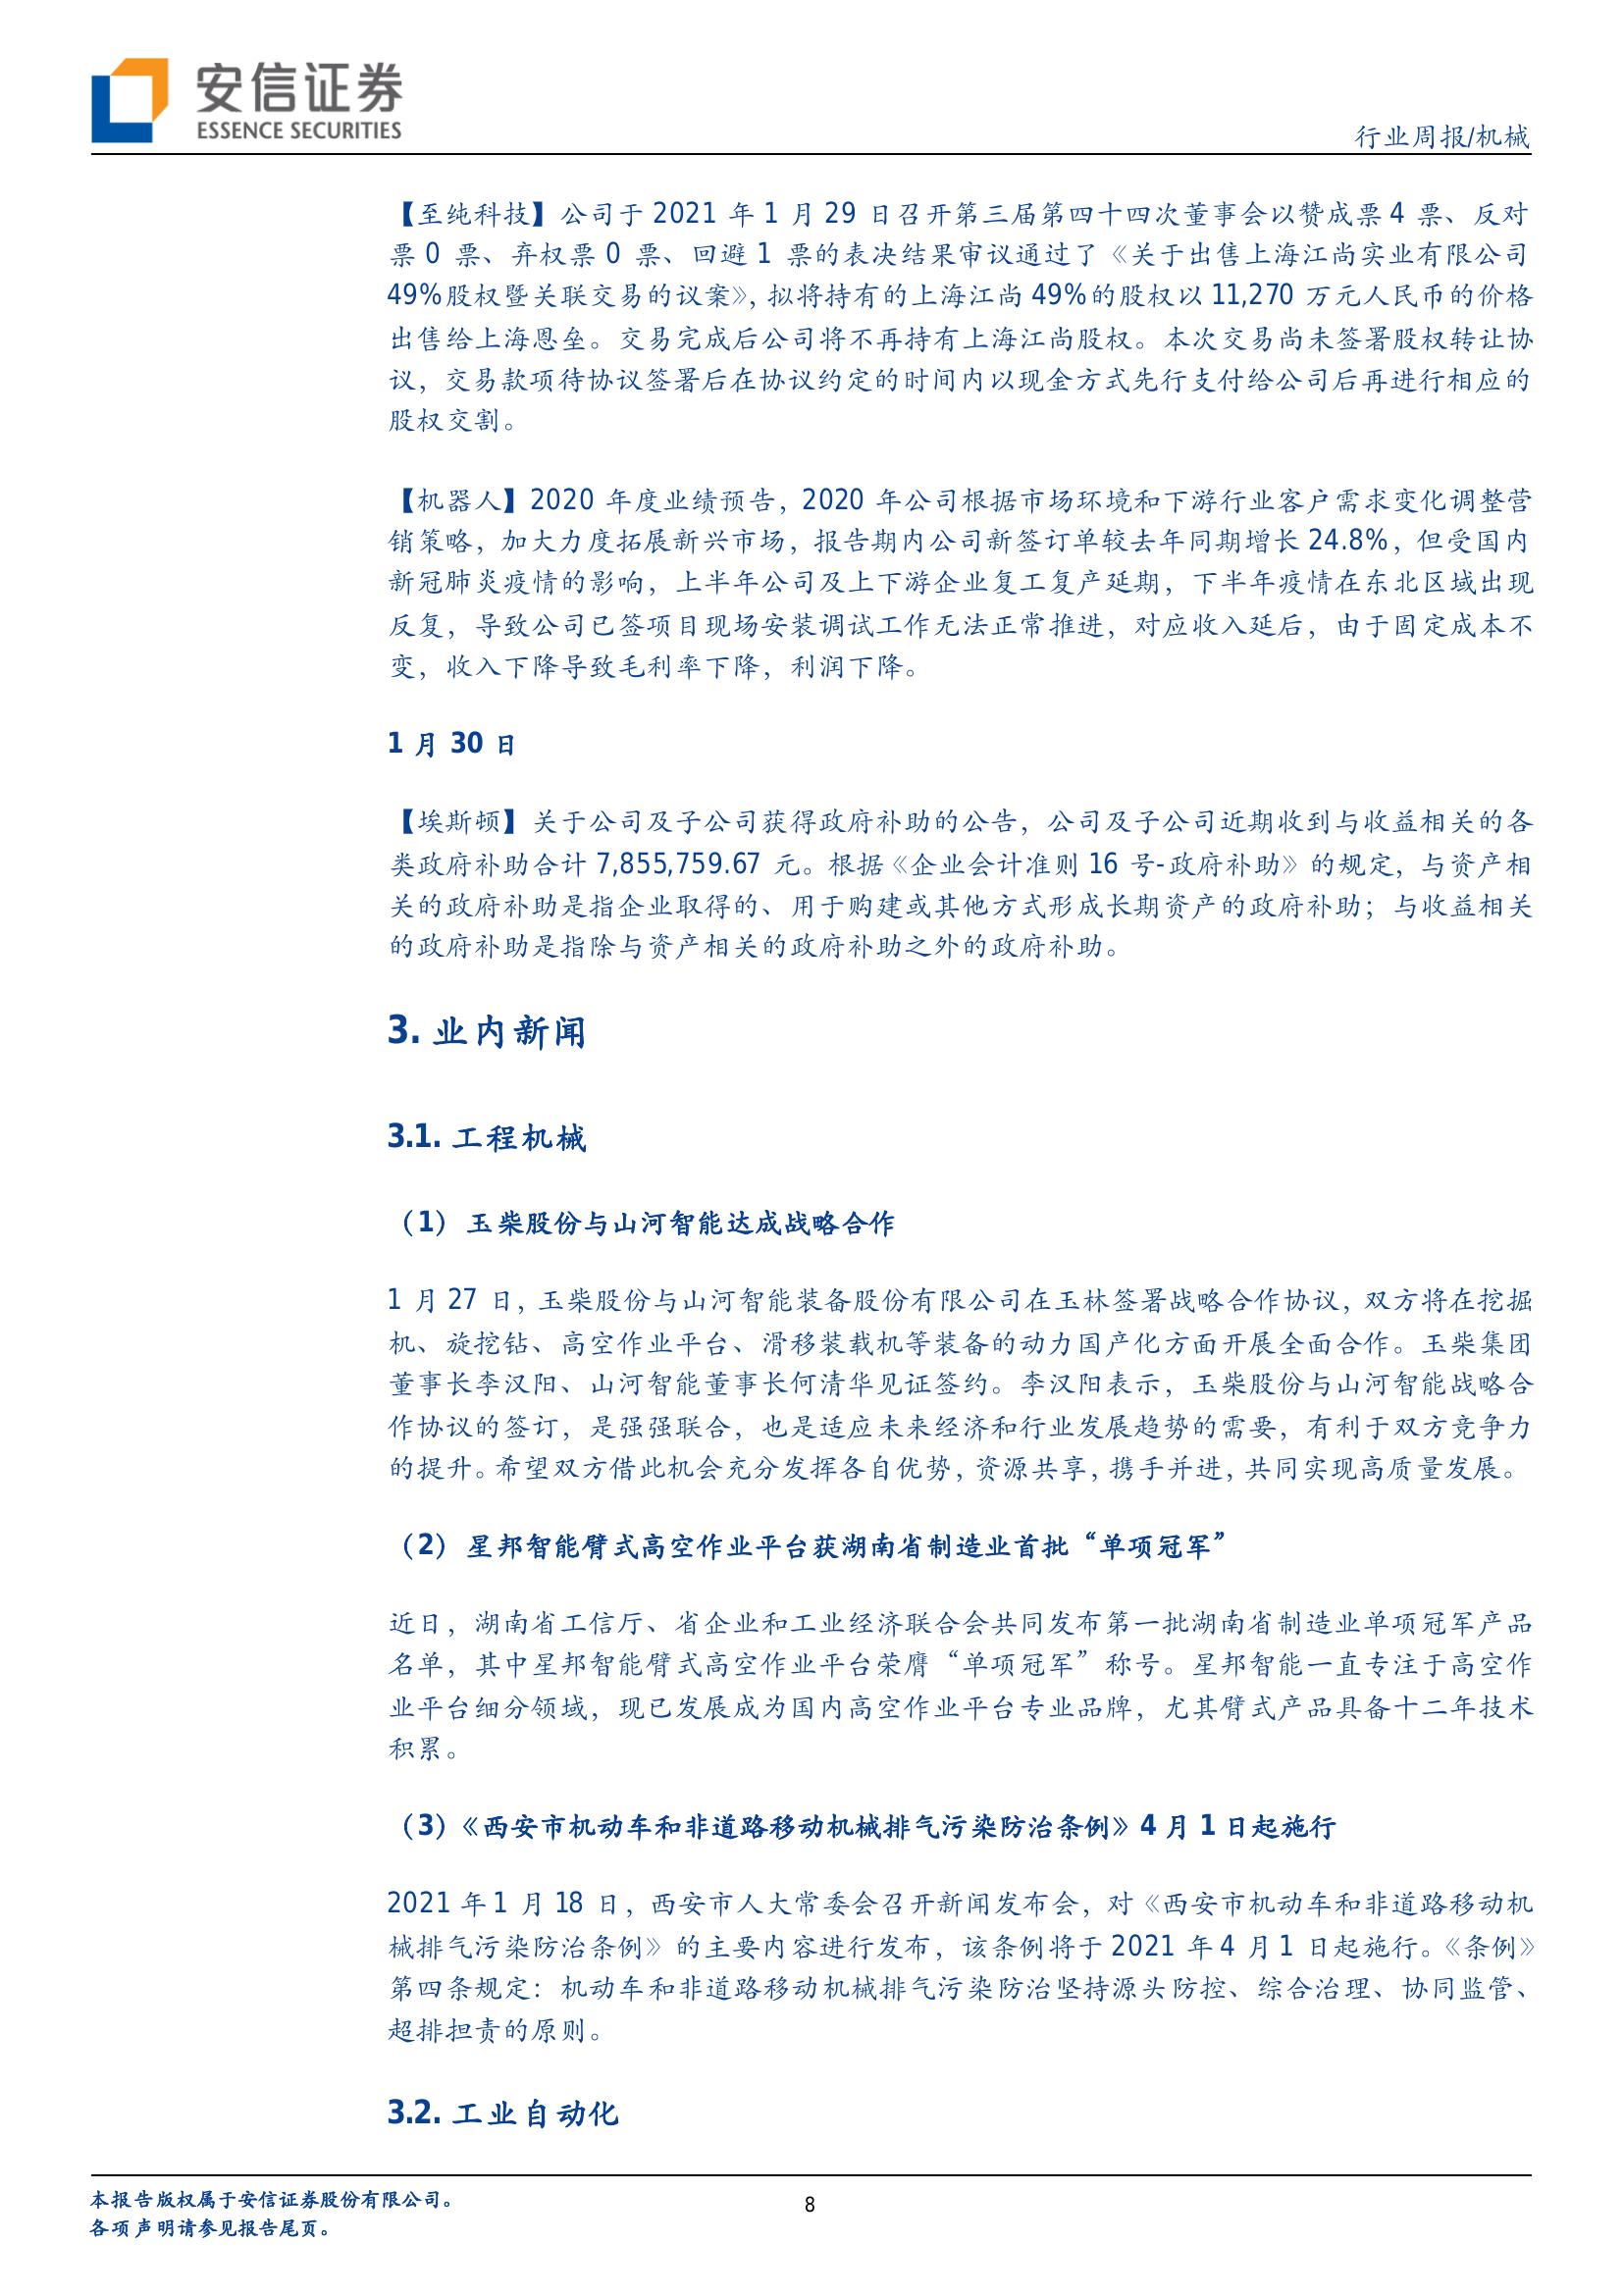 安信证券
ESSENCE SECURITIES
行业周报/机械
【至纯科技】公司于 2021 年 1 月 29 日召开第三届第四十四次董事会以赞成票 4 票、反对
票 0 票、弃权票 0 票、回避 1 票的表决结果审议通过了《关于出售上海江尚实业有限公司
49%股权暨关联交易的议案》，拟将持有的上海江尚 49%的股权以 11,270 万元人民币的价格
出售给上海恩垒。交易完成后公司将不再持有上海江尚股权。本次交易尚未签署股权转让协
议，交易款项待协议签署后在协议约定的时间内以现金方式先行支付给公司后再进行相应的
股权交割。
【机器人】2020 年度业绩预告，2020 年公司根据市场环境和下游行业客户需求变化调整营
销策略，加大力度拓展新兴市场，报告期内公司新签订单较去年同期增长 24.8%，但受国内
新冠肺炎疫情的影响，上半年公司及上下游企业复工复产延期，下半年疫情在东北区域出现
反复，导致公司已签项目现场安装调试工作无法正常推进，对应收入延后，由于固定成本不
变，收入下降导致毛利率下降，利润下降。
1 月 30 日
【埃斯顿】关于公司及子公司获得政府补助的公告，公司及子公司近期收到与收益相关的各
类政府补助合计 7,855,759.67 元。根据《企业会计准则 16 号-政府补助》的规定，与资产相
关的政府补助是指企业取得的、用于购建或其他方式形成长期资产的政府补助；与收益相关
的政府补助是指除与资产相关的政府补助之外的政府补助。
3. 业内新闻
3.1. 工程机械
（1） 玉柴股份与山河智能达成战略合作
1 月 27 日，玉柴股份与山河智能装备股份有限公司在玉林签署战略合作协议，双方将在挖掘
机、旋挖钻、高空作业平台、滑移装载机等装备的动力国产化方面开展全面合作。玉柴集团
董事长李汉阳、山河智能董事长何清华见证签约。李汉阳表示，玉柴股份与山河智能战略合
作协议的签订，是强强联合，也是适应未来经济和行业发展趋势的需要，有利于双方竞争力
的提升。希望双方借此机会充分发挥各自优势，资源共享，携手并进，共同实现高质量发展。
（2） 星邦智能臂式高空作业平台获湖南省制造业首批“单项冠军”
近日，湖南省工信厅、省企业和工业经济联合会共同发布第一批湖南省制造业单项冠军产品
名单，其中星邦智能臂式高空作业平台荣膺“单项冠军”称号。星邦智能一直专注于高空作
业平台细分领域，现已发展成为国内高空作业平台专业品牌，尤其臂式产品具备十二年技术
积累。
（3）《西安市机动车和非道路移动机械排气污染防治条例》4 月 1 日起施行
2021 年 1 月 18 日，西安市人大常委会召开新闻发布会，对《西安市机动车和非道路移动机
械排气污染防治条例》的主要内容进行发布，该条例将于 2021 年 4 月 1 日起施行。《条例》
第四条规定：机动车和非道路移动机械排气污染防治坚持源头防控、综合治理、协同监管、
超排担责的原则。
3.2. 工业自动化
本报告版权属于安信证券股份有限公司。
各项声明请参见报告尾页。
8